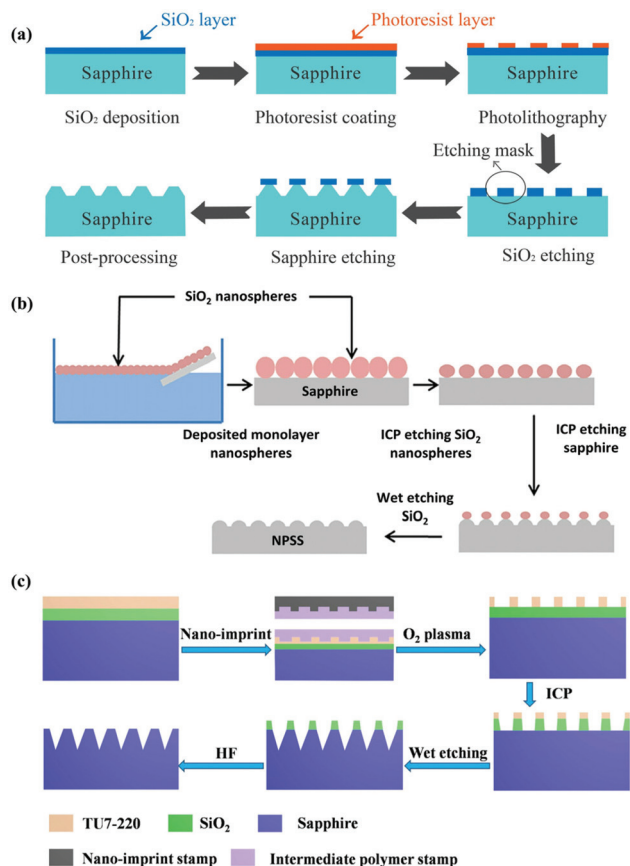 (a)
SiO₂ layer
Photoresist layer
Sapphire
Sapphire
Sapphire
SiO₂ deposition
Photoresist coating
Photolithography
Etching mask
Sapphire
Sapphire
Sapphire
Post-processing
Sapphire etching
SiO₂ etching
(b)
SiO₂ nanospheres
Sapphire
Deposited monolayer
nanospheres
ICP etching SiO₂
nanospheres
ICP etching
sapphire
Wet etching
SiO₂
NPSS
(c)
Nano-imprint
O₂ plasma
ICP
HF
Wet etching
TU7-220
SiO₂
Sapphire
Nano-imprint stamp
Intermediate polymer stamp